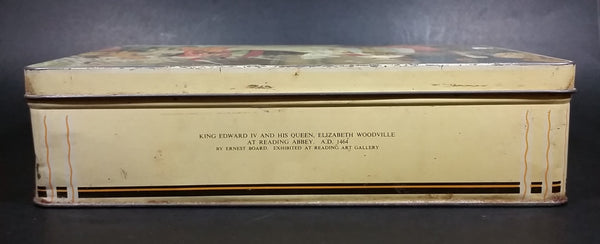 KING EDWARD IV AND HIS QUEEN, ELIZABETH WOODVILLE
AT READING ABBEY. A.D. 1464
BY ERNEST BOARD. EXHIBITED AT READING ART GALLERY